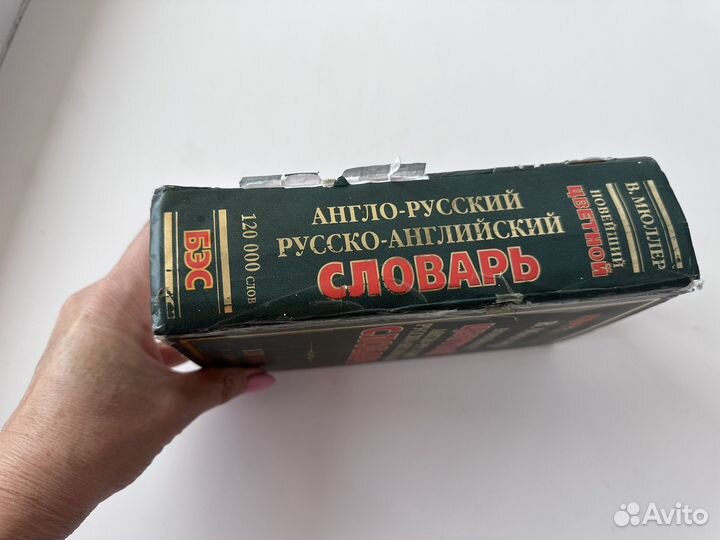 В. МЮЛЛЕР
НОВЕЙШИЙ
ЦВЕТНОЙ
АНГЛО-РУССКИЙ
РУССКО-АНГЛИЙСКИЙ
СЛОВАРЬ
120 000 СЛОВ
БЭС
Avito